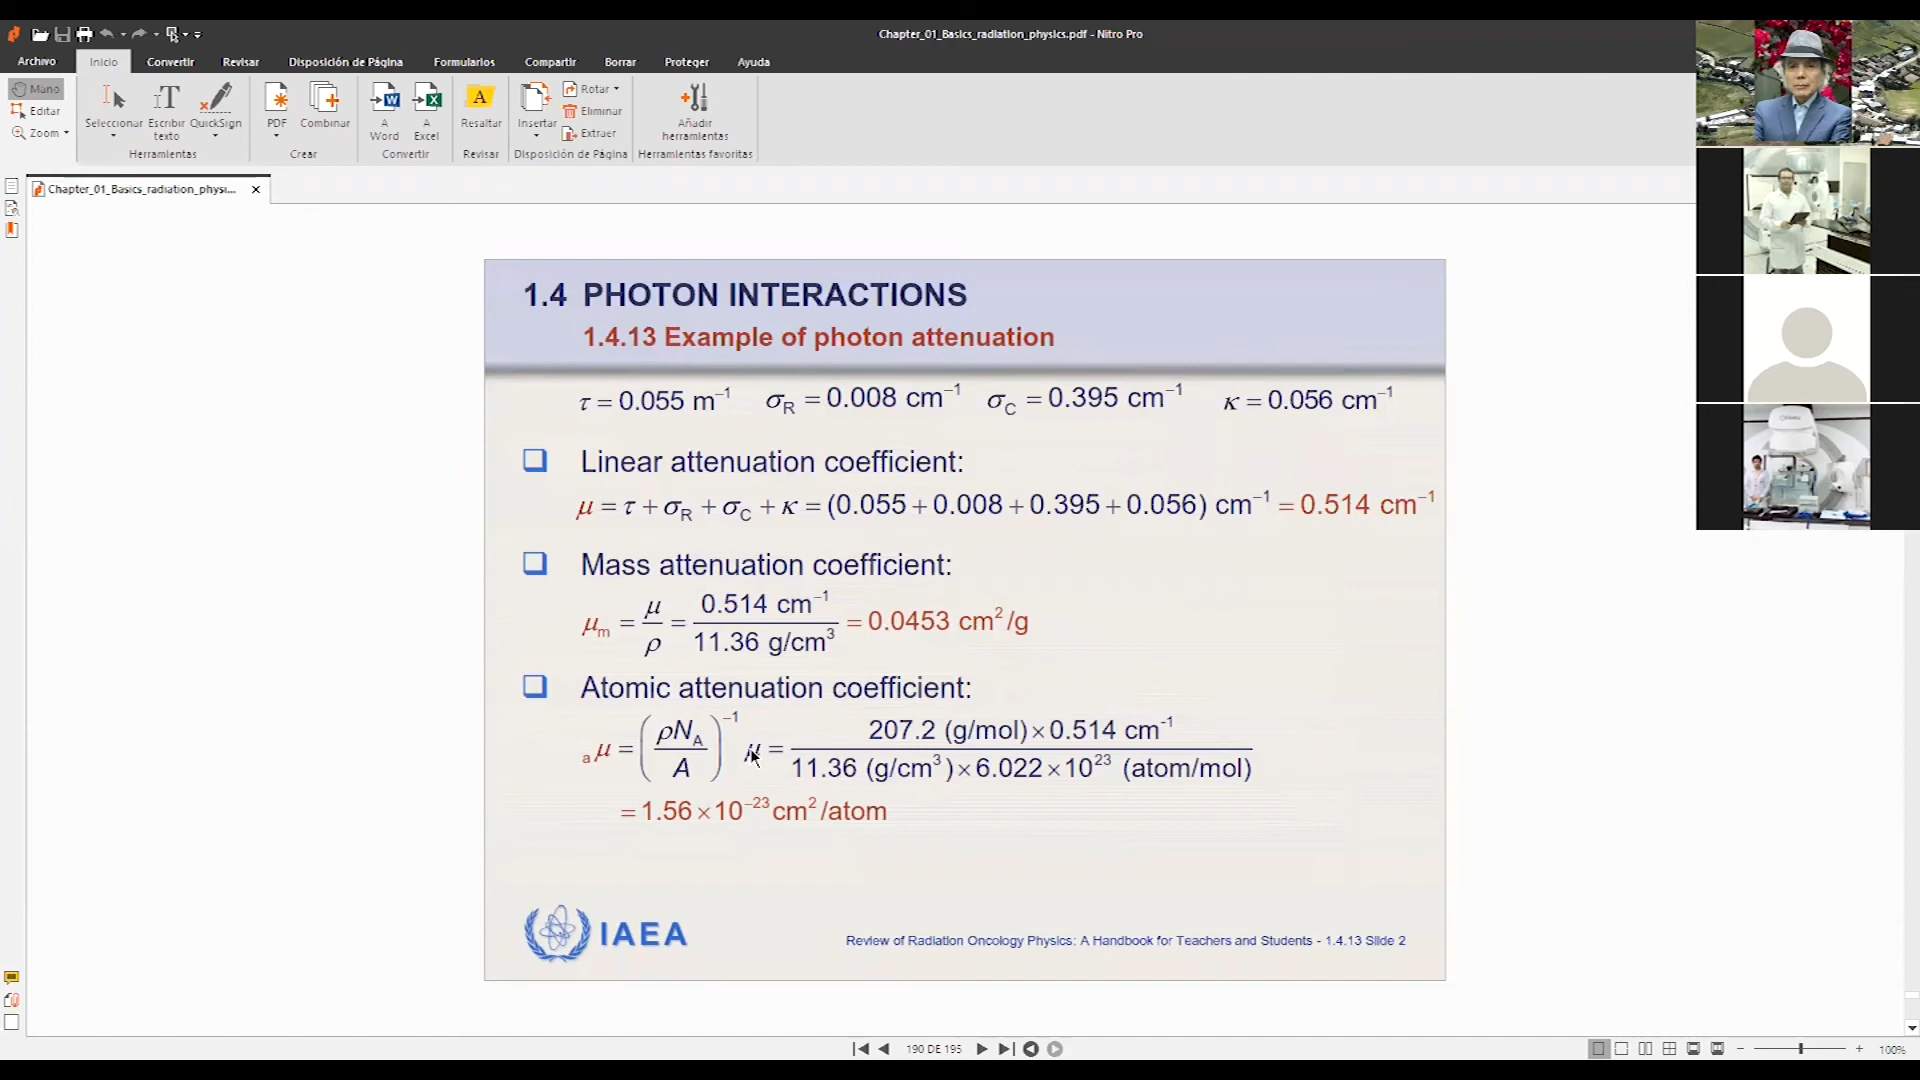 Chapter_01_Basics_radiation_physics.pdf - Nitro Pro
Archivo Inicio Convertir Revisar Disposición de Página Formularios Compartir Borrar Proteger Ayuda
Mano
Editar
Zoom
Seleccionar
Escribir texto
QuickSign
Herramientas
PDF
Combinar
Crear
A Word
A Excel
Convertir
Resaltar
Revisar
Insertar
Rotar
Eliminar
Extraer
Disposición de Página
Añadir herramientas
Herramientas favoritas
Chapter_01_Basics_radiation_physi...
1.4 PHOTON INTERACTIONS
1.4.13 Example of photon attenuation
τ = 0.055 m⁻¹ σ_R = 0.008 cm⁻¹ σ_C = 0.395 cm⁻¹ κ = 0.056 cm⁻¹
Linear attenuation coefficient:
μ = τ + σ_R + σ_C + κ = (0.055 + 0.008 + 0.395 + 0.056) cm⁻¹ = 0.514 cm⁻¹
Mass attenuation coefficient:
μ_m = μ/ρ = 0.514 cm⁻¹ / 11.36 g/cm³ = 0.0453 cm²/g
Atomic attenuation coefficient:
ₐμ = (ρN_A / A)⁻¹ μ = 207.2 (g/mol) × 0.514 cm⁻¹ / 11.36 (g/cm³) × 6.022 × 10²³ (atom/mol)
= 1.56 × 10⁻²³ cm²/atom
IAEA
Review of Radiation Oncology Physics: A Handbook for Teachers and Students - 1.4.13 Slide 2
190 DE 195
100%